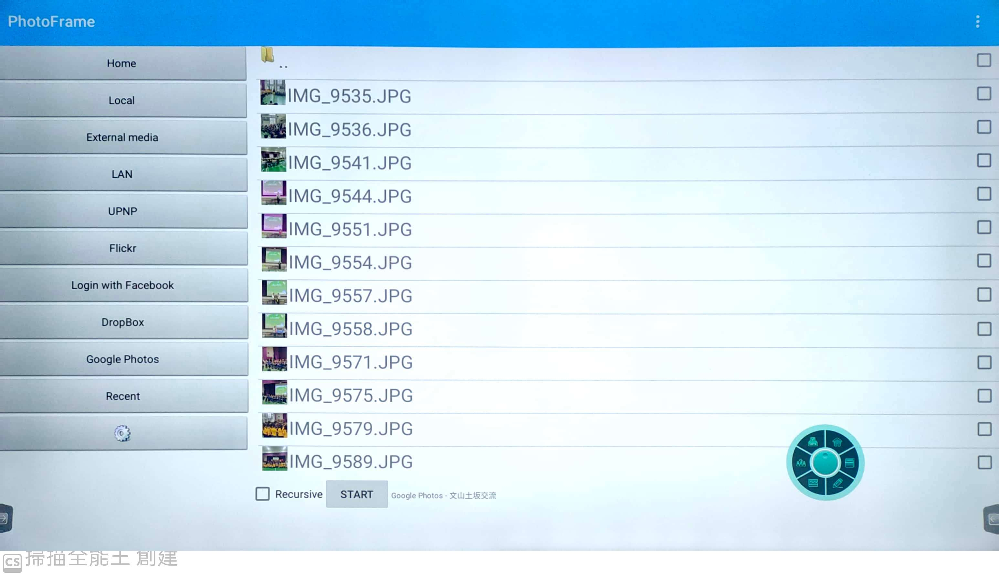 PhotoFrame
Home
Local
External media
LAN
UPNP
Flickr
Login with Facebook
DropBox
Google Photos
Recent
..
IMG_9535.JPG
IMG_9536.JPG
IMG_9541.JPG
IMG_9544.JPG
IMG_9551.JPG
IMG_9554.JPG
IMG_9557.JPG
IMG_9558.JPG
IMG_9571.JPG
IMG_9575.JPG
IMG_9579.JPG
IMG_9589.JPG
VOTE
Recursive
START
Google Photos - 文山土坂交流
CS 掃描全能王 創建